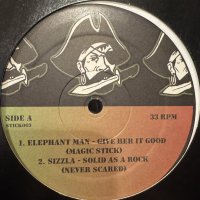 SIDE A
33 RPM
STICK003
1. ELEPHANT MAN - GIVE HER IT GOOD
(MAGIC STICK)
2. SIZZLA - SOLID AS A ROCK
(NEVER SCARED)